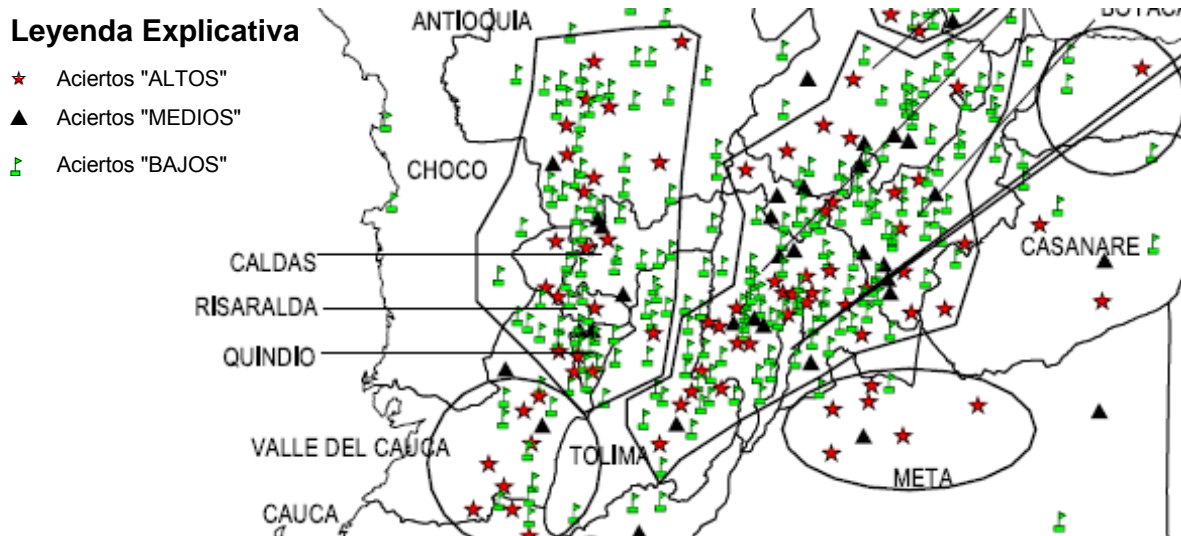 Leyenda Explicativa
Aciertos "ALTOS"
Aciertos "MEDIOS"
Aciertos "BAJOS"
ANTIOQUIA
CHOCO
CALDAS
RISARALDA
QUINDIO
CASANARE
VALLE DEL CAUCA
TOLIMA
META
CAUCA